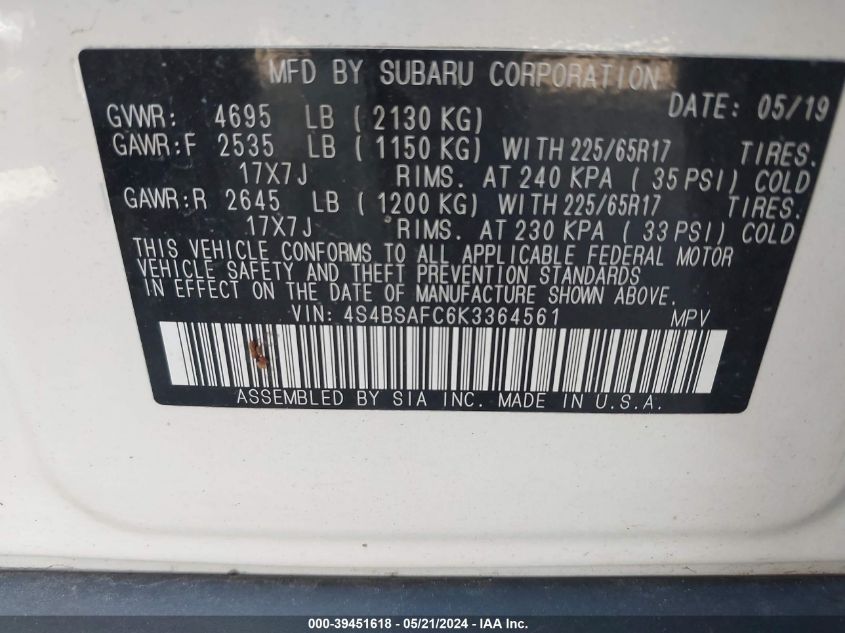 MFD BY SUBARU CORPORATION
DATE: 05/19
GVWR: 4695 LB ( 2130 KG)
GAWR:F 2535 LB ( 1150 KG) WITH 225/65R17 TIRES.
17X7J RIMS. AT 240 KPA ( 35 PSI) COLD
GAWR:R 2645 LB ( 1200 KG) WITH 225/65R17 TIRES.
17X7J RIMS. AT 230 KPA ( 33 PSI) COLD
THIS VEHICLE CONFORMS TO ALL APPLICABLE FEDERAL MOTOR
VEHICLE SAFETY AND THEFT PREVENTION STANDARDS
IN EFFECT ON THE DATE OF MANUFACTURE SHOWN ABOVE.
VIN: 4S4BSAFC6K3364561 MPV
ASSEMBLED BY SIA INC. MADE IN U.S.A.
000-39451618 - 05/21/2024 - IAA Inc.